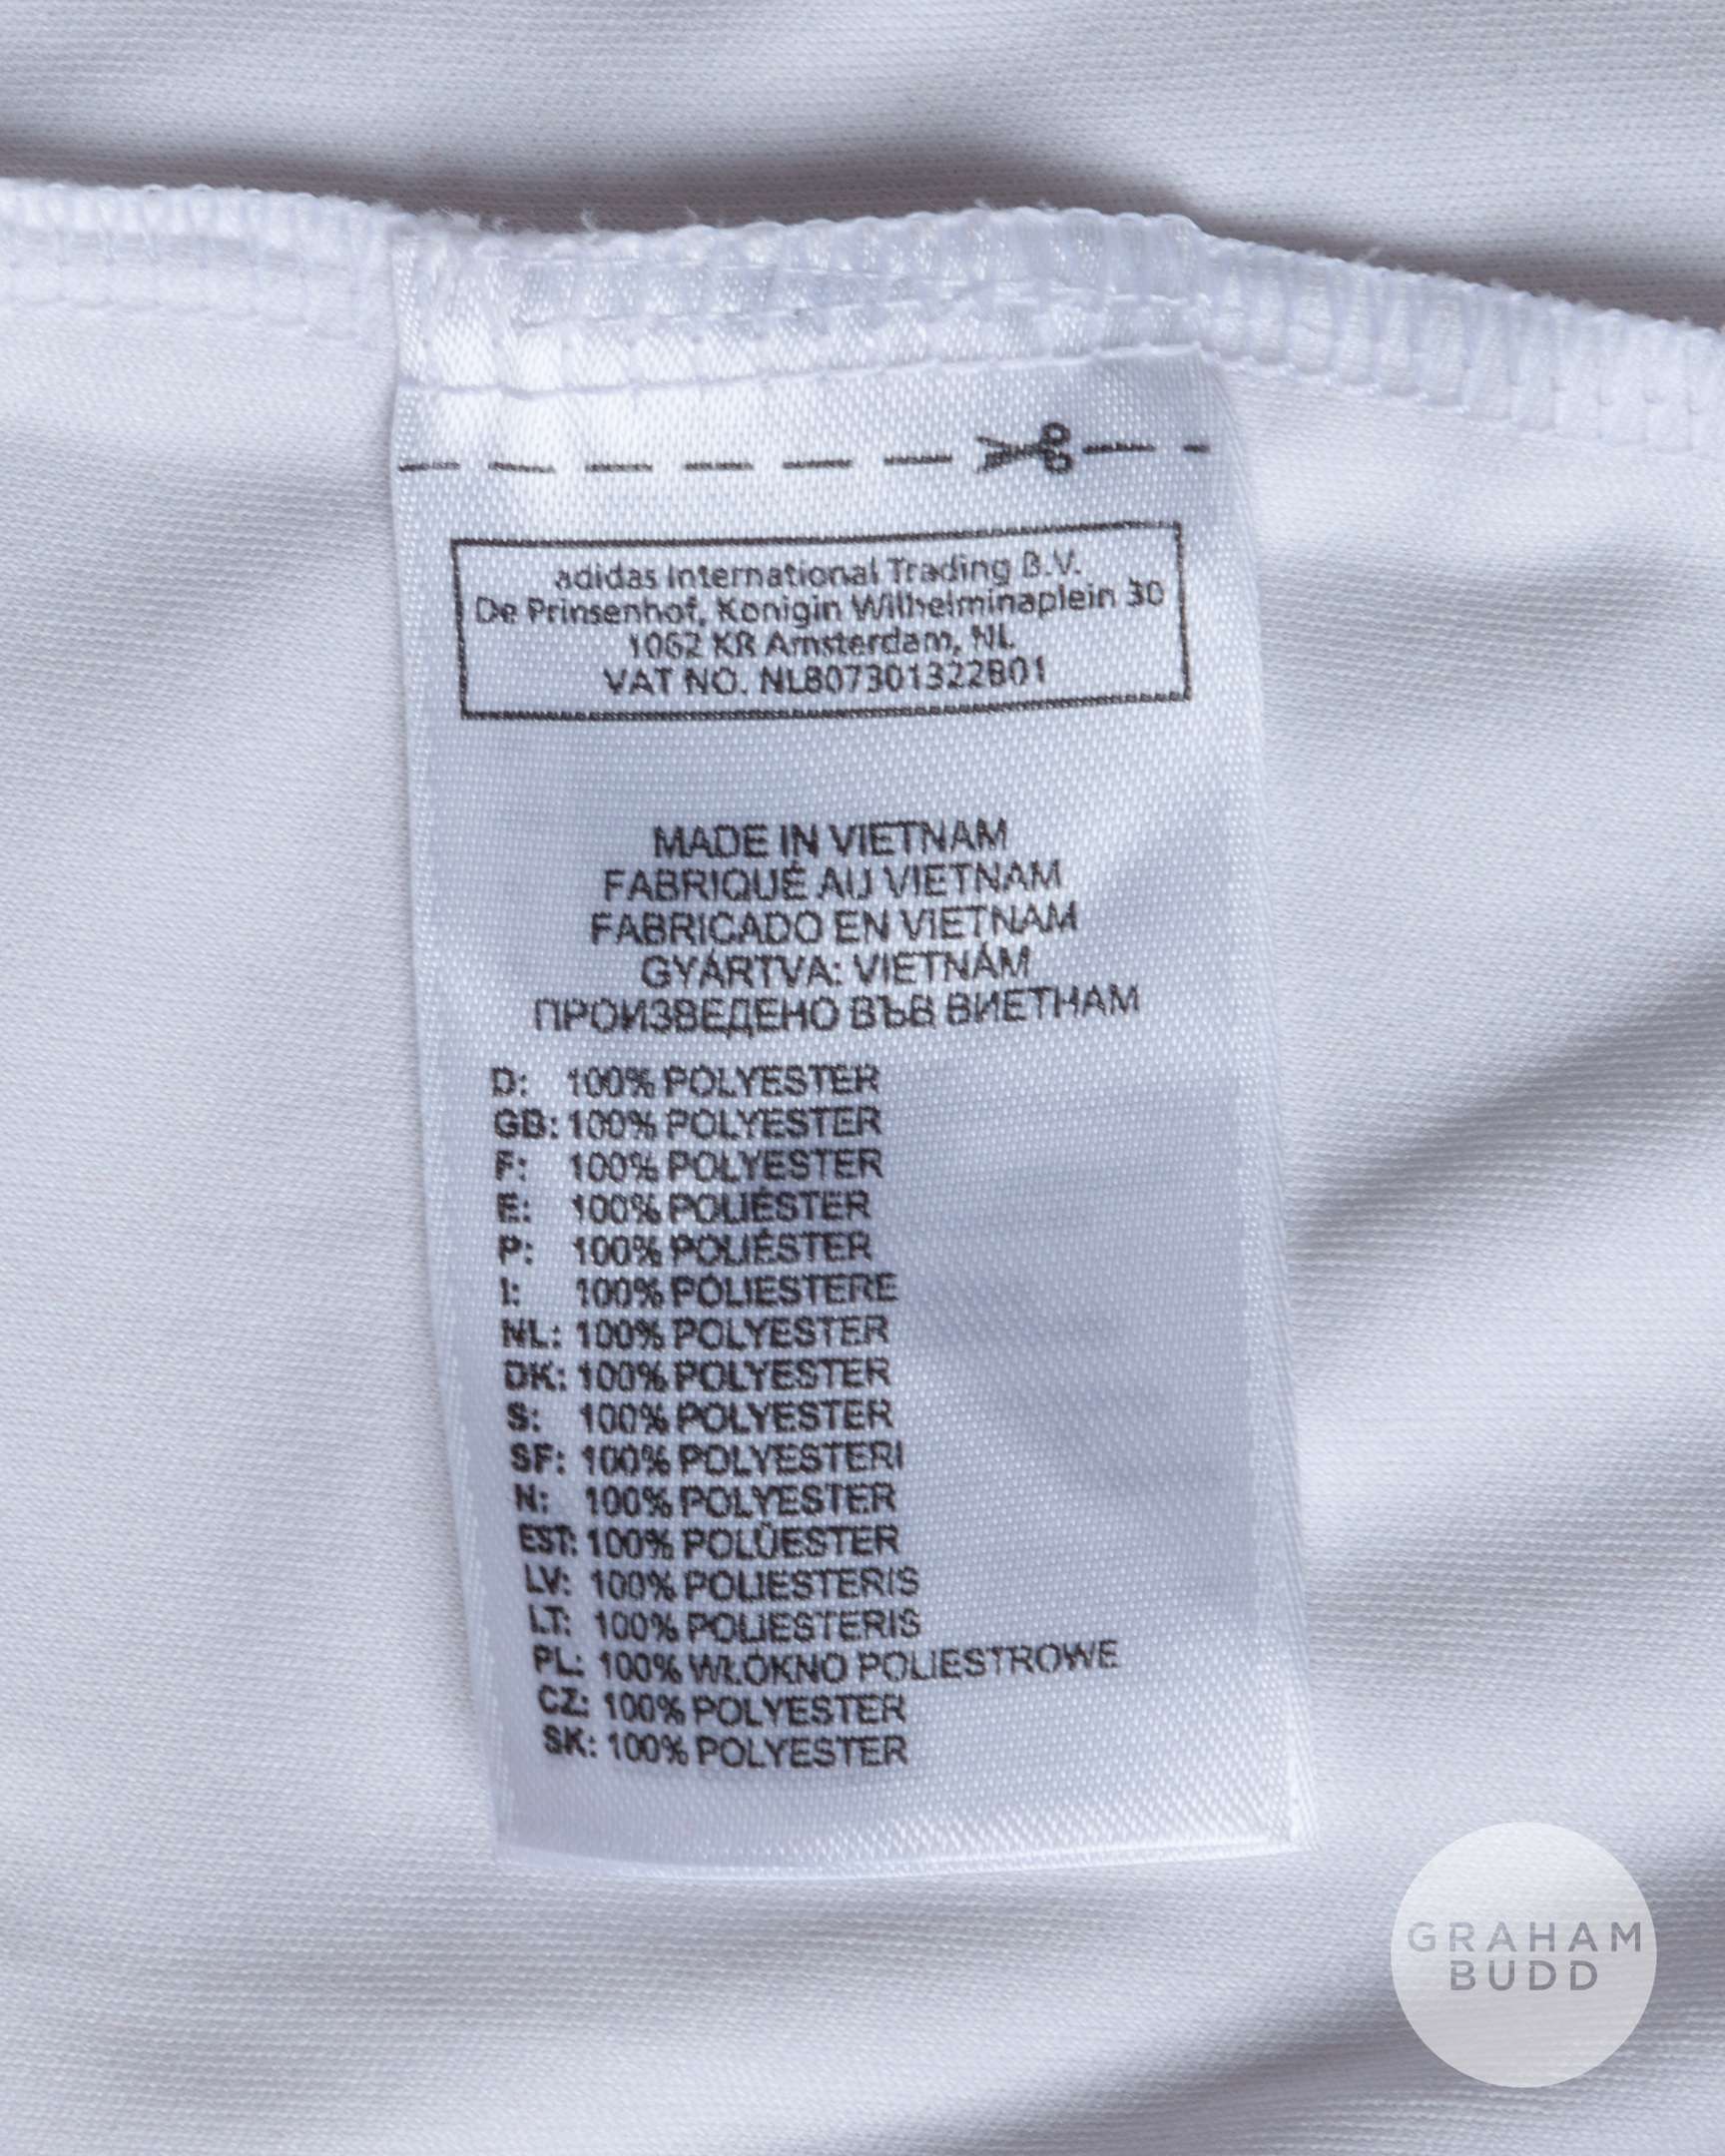 adidas International Trading B.V.
De Prinsenhof, Konigin Wilhelminaplein 30
1062 KR Amsterdam, NL
VAT NO. NL807301322B01
MADE IN VIETNAM
FABRIQUÉ AU VIETNAM
FABRICADO EN VIETNAM
GYÁRTVA: VIETNÁM
ПРОИЗВЕДЕНО ВЪВ ВИЕТНАМ
D: 100% POLYESTER
GB: 100% POLYESTER
F: 100% POLYESTER
E: 100% POLIÉSTER
P: 100% POLIÉSTER
I: 100% POLIESTERE
NL: 100% POLYESTER
DK: 100% POLYESTER
S: 100% POLYESTER
SF: 100% POLYESTERI
N: 100% POLYESTER
EST: 100% POLÜESTER
LV: 100% POLIESTERIS
LT: 100% POLIESTERIS
PL: 100% WŁÓKNO POLIESTROWE
CZ: 100% POLYESTER
SK: 100% POLYESTER
GRAHAM
BUDD